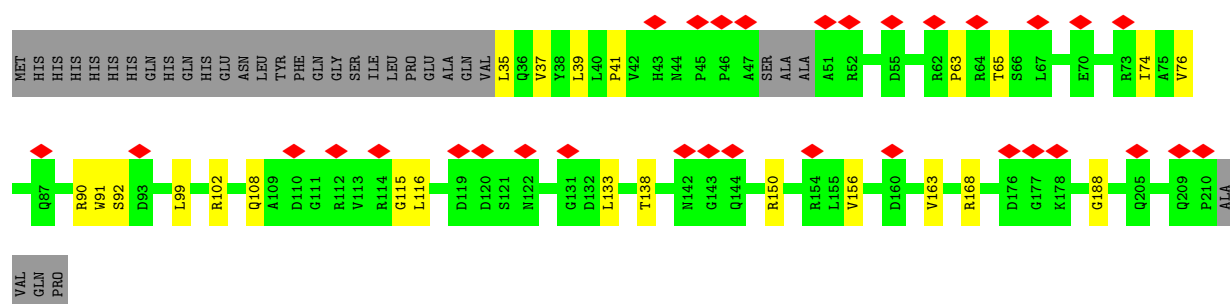 MET HIS HIS HIS HIS HIS HIS GLN HIS GLN HIS GLU ASN LEU TYR PHE GLN GLY SER ILE LEU PRO GLU ALA GLN VAL L35 Q36 V37 Y38 L39 L40 P41 V42 H43 N44 P45 P46 A47 SER ALA ALA A51 R52 D55 R62 P63 R64 T65 S66 L67 E70 R73 I74 A75 V76
Q87 R90 W91 S92 D93 L99 R102 Q108 A109 D110 G111 R112 V113 R114 G115 L116 D119 D120 S121 N122 G131 D132 L133 T138 N142 G143 Q144 R150 R154 L155 V156 D160 V163 R168 D176 G177 K178 G188 Q205 Q209 P210 ALA
VAL GLN PRO